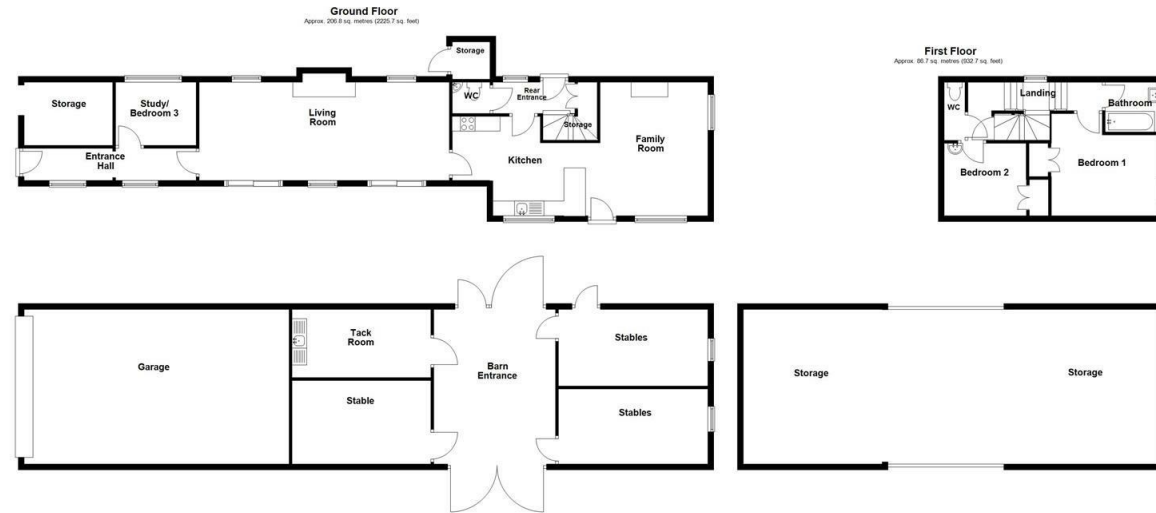 Ground Floor
Approx. 206.8 sq. metres (2225.7 sq. feet)
First Floor
Approx. 86.7 sq. metres (932.7 sq. feet)
Storage
Storage
Study/
Bedroom 3
Living
Room
WC
Rear
Entrance
Storage
Family
Room
Kitchen
Entrance
Hall
WC
Landing
Bathroom
Bedroom 2
Bedroom 1
Garage
Tack
Room
Stable
Barn
Entrance
Stables
Stables
Storage
Storage